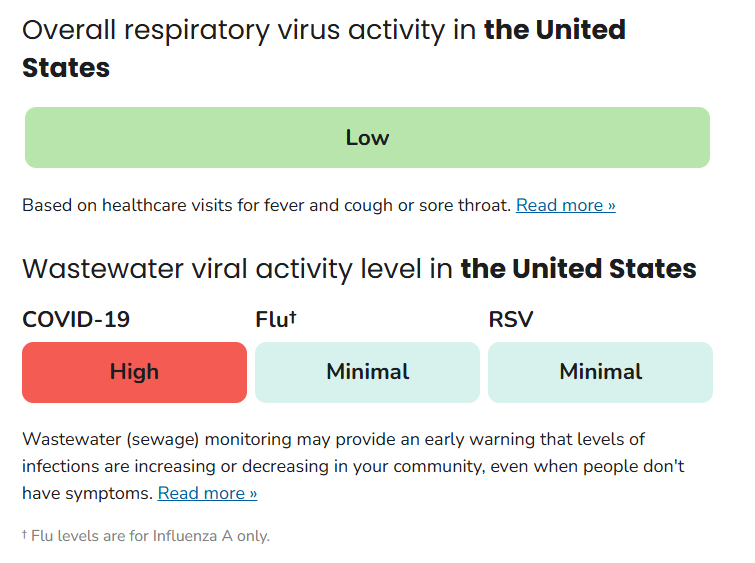 Overall respiratory virus activity in the United
States
Low
Based on healthcare visits for fever and cough or sore throat. Read more »
Wastewater viral activity level in the United States
COVID-19 Flu† RSV
High Minimal Minimal
Wastewater (sewage) monitoring may provide an early warning that levels of
infections are increasing or decreasing in your community, even when people don't
have symptoms. Read more »
† Flu levels are for Influenza A only.